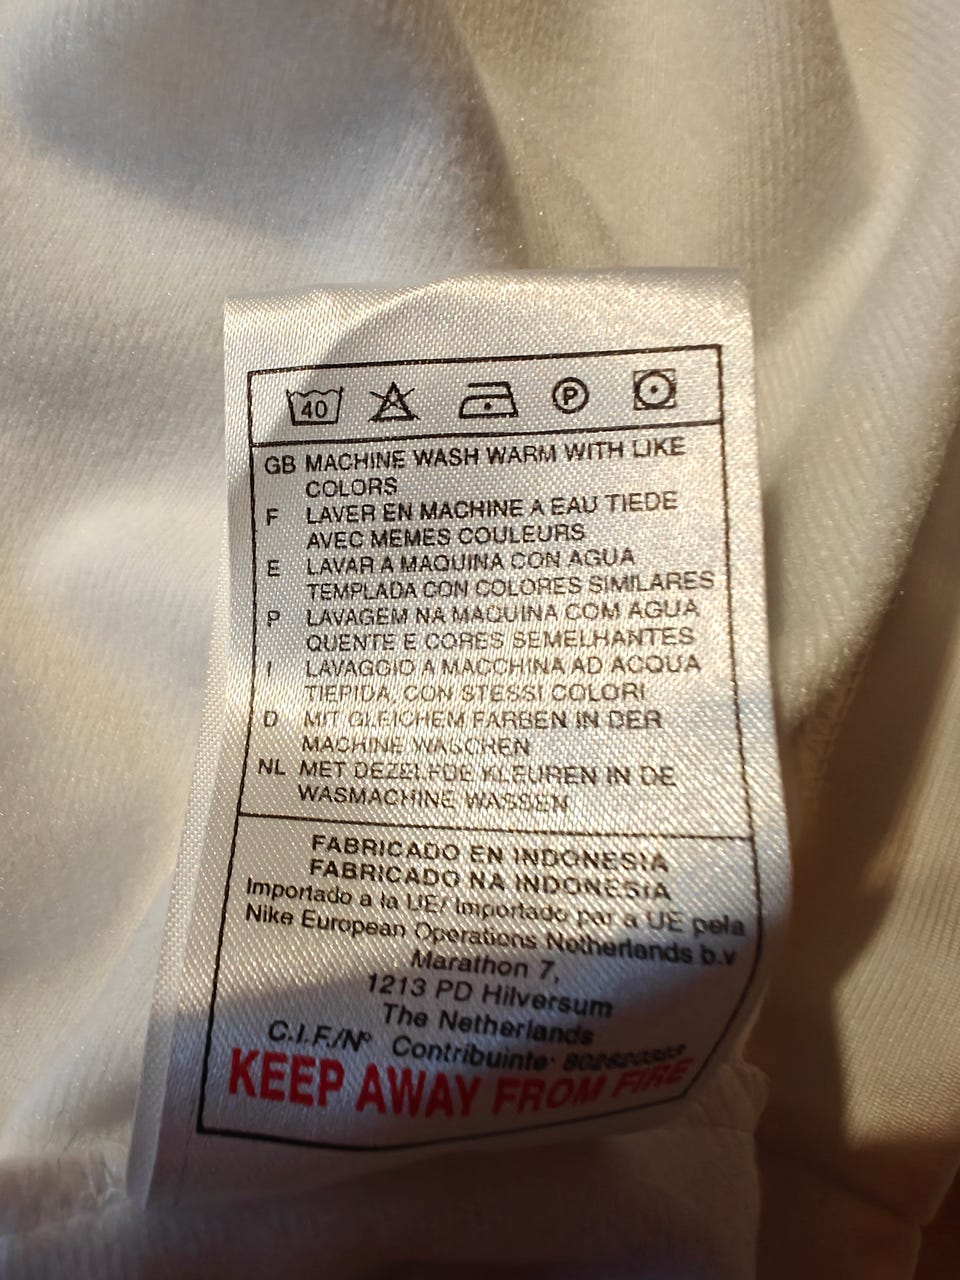 40
P
GB MACHINE WASH WARM WITH LIKE
COLORS
F LAVER EN MACHINE A EAU TIEDE
AVEC MEMES COULEURS
E LAVAR A MAQUINA CON AGUA
TEMPLADA CON COLORES SIMILARES
P LAVAGEM NA MAQUINA COM AGUA
QUENTE E CORES SEMELHANTES
I LAVAGGIO A MACCHINA AD ACQUA
TIEPIDA, CON STESSI COLORI
D MIT GLEICHEM FARBEN IN DER
MACHINE WASCHEN
NL MET DEZELFDE KLEUREN IN DE
WASMACHINE WASSEN
FABRICADO EN INDONESIA
FABRICADO NA INDONESIA
Importado a la UE/ Importado par a UE pela
Nike European Operations Netherlands b.v
Marathon 7,
1213 PD Hilversum
The Netherlands
C.I.F./Nº Contribuinte:
KEEP AWAY FROM FIRE